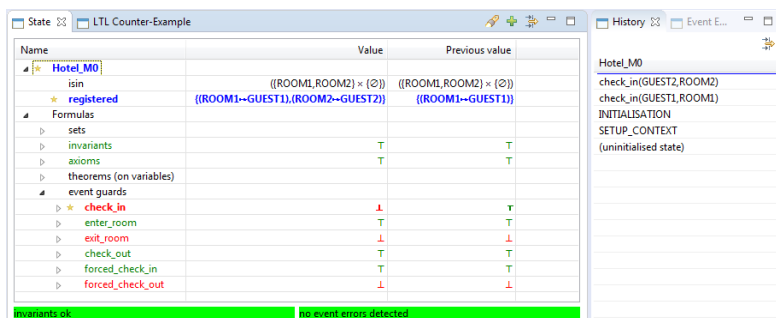 State LTL Counter-Example
Name Value Previous value
Hotel_M0
isin ({ROOM1,ROOM2} × {∅}) ({ROOM1,ROOM2} × {∅})
registered {(ROOM1↦GUEST1),(ROOM2↦GUEST2)} {(ROOM1↦GUEST1)}
Formulas
sets
invariants ⊤ ⊤
axioms ⊤ ⊤
theorems (on variables)
event guards
check_in ⊥ ⊤
enter_room ⊤ ⊤
exit_room ⊥ ⊥
check_out ⊤ ⊤
forced_check_in ⊤ ⊤
forced_check_out ⊥ ⊥
invariants ok no event errors detected
History Event E...
Hotel_M0
check_in(GUEST2,ROOM2)
check_in(GUEST1,ROOM1)
INITIALISATION
SETUP_CONTEXT
(uninitialised state)